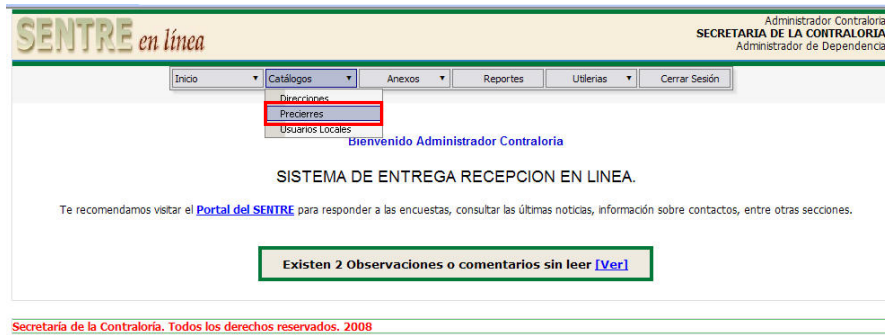 SENTRE en línea
Administrador Contraloria
SECRETARIA DE LA CONTRALORIA
Administrador de Dependencia
Inicio Catálogos Anexos Reportes Utilerias Cerrar Sesión
Direcciones
Precierres
Usuarios Locales
Bienvenido Administrador Contraloria
SISTEMA DE ENTREGA RECEPCION EN LINEA.
Te recomendamos visitar el Portal del SENTRE para responder a las encuestas, consultar las últimas noticias, información sobre contactos, entre otras secciones.
Existen 2 Observaciones o comentarios sin leer [Ver]
Secretaría de la Contraloría. Todos los derechos reservados. 2008